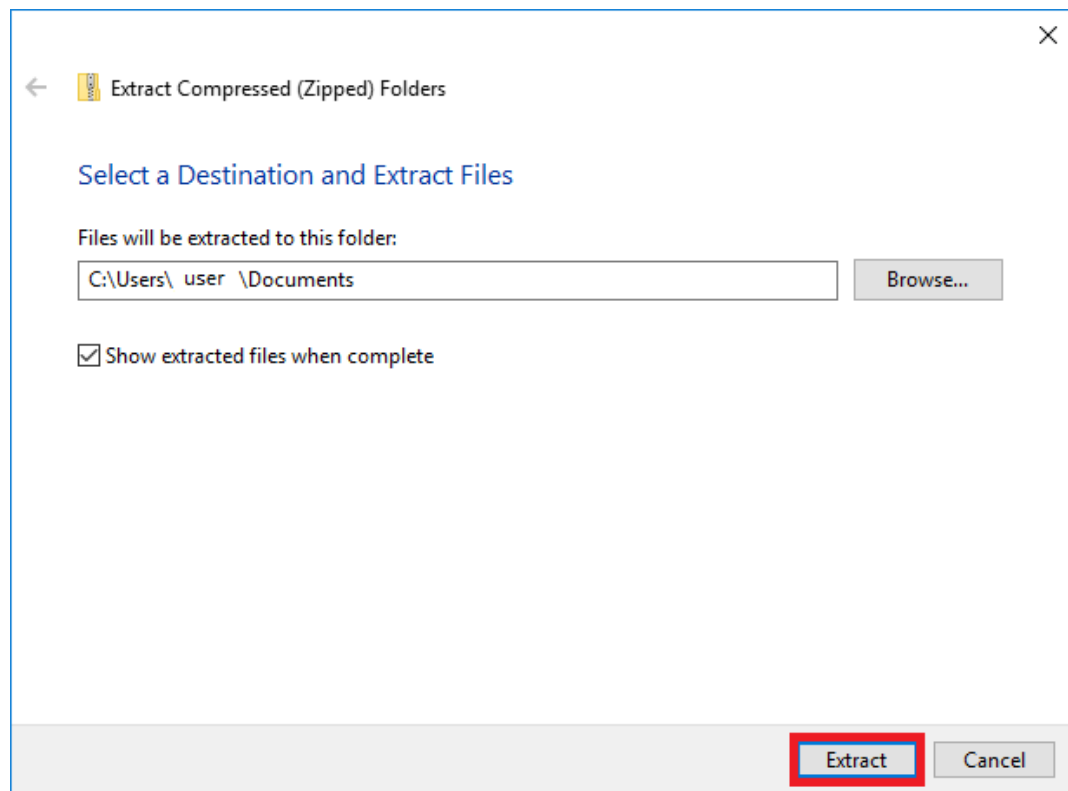 Extract Compressed (Zipped) Folders
Select a Destination and Extract Files
Files will be extracted to this folder:
C:\Users\ user \Documents
Browse...
Show extracted files when complete
Extract
Cancel